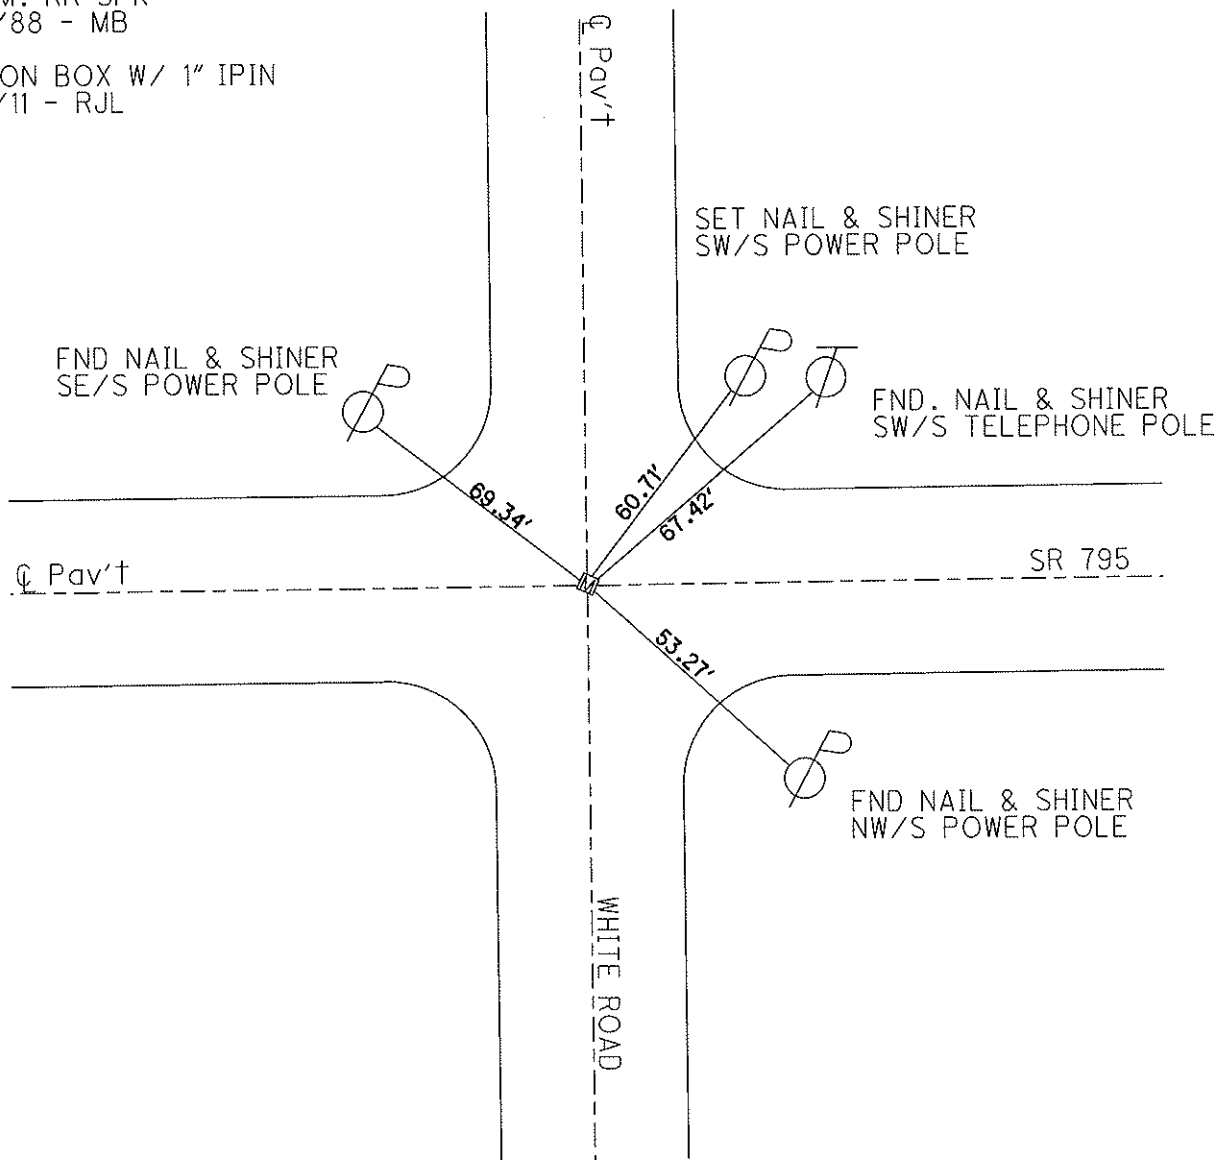 /88 - MB
ON BOX W/ 1" IPIN
/11 - RJL
℄ Pav't
SET NAIL & SHINER
SW/S POWER POLE
FND NAIL & SHINER
SE/S POWER POLE
P
P
T
FND. NAIL & SHINER
SW/S TELEPHONE POLE
69.34'
60.71'
67.42'
℄ Pav't
SR 795
M
53.27'
P
FND NAIL & SHINER
NW/S POWER POLE
WHITE ROAD